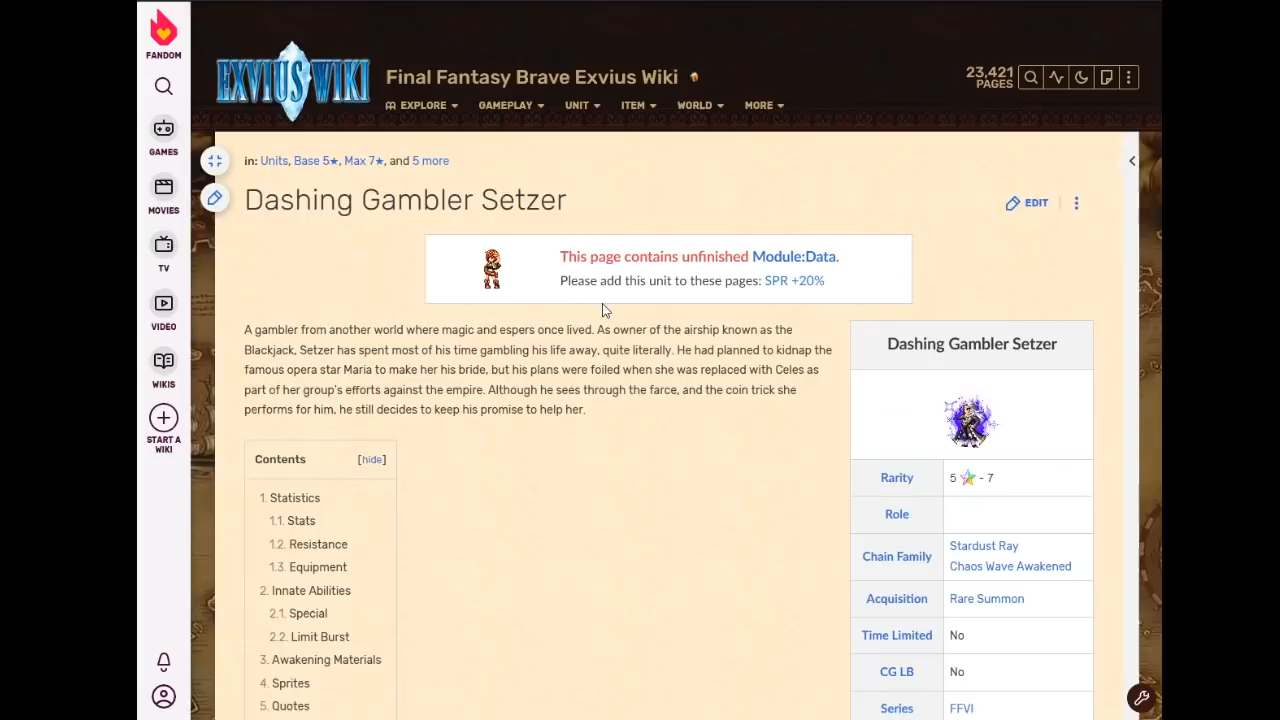 FANDOM
GAMES
MOVIES
TV
VIDEO
WIKIS
START A
WIKI
EXVIUS WIKI
Final Fantasy Brave Exvius Wiki
23,421
PAGES
EXPLORE
GAMEPLAY
UNIT
ITEM
WORLD
MORE
in: Units, Base 5★, Max 7★, and 5 more
Dashing Gambler Setzer
EDIT
This page contains unfinished Module:Data.
Please add this unit to these pages: SPR +20%
A gambler from another world where magic and espers once lived. As owner of the airship known as the
Blackjack, Setzer has spent most of his time gambling his life away, quite literally. He had planned to kidnap the
famous opera star Maria to make her his bride, but his plans were foiled when she was replaced with Celes as
part of her group's efforts against the empire. Although he sees through the farce, and the coin trick she
performs for him, he still decides to keep his promise to help her.
Contents [hide]
1. Statistics
1.1. Stats
1.2. Resistance
1.3. Equipment
2. Innate Abilities
2.1. Special
2.2. Limit Burst
3. Awakening Materials
4. Sprites
5. Quotes
Dashing Gambler Setzer
Rarity 5 - 7
Role
Chain Family Stardust Ray
Chaos Wave Awakened
Acquisition Rare Summon
Time Limited No
CG LB No
Series FFVI